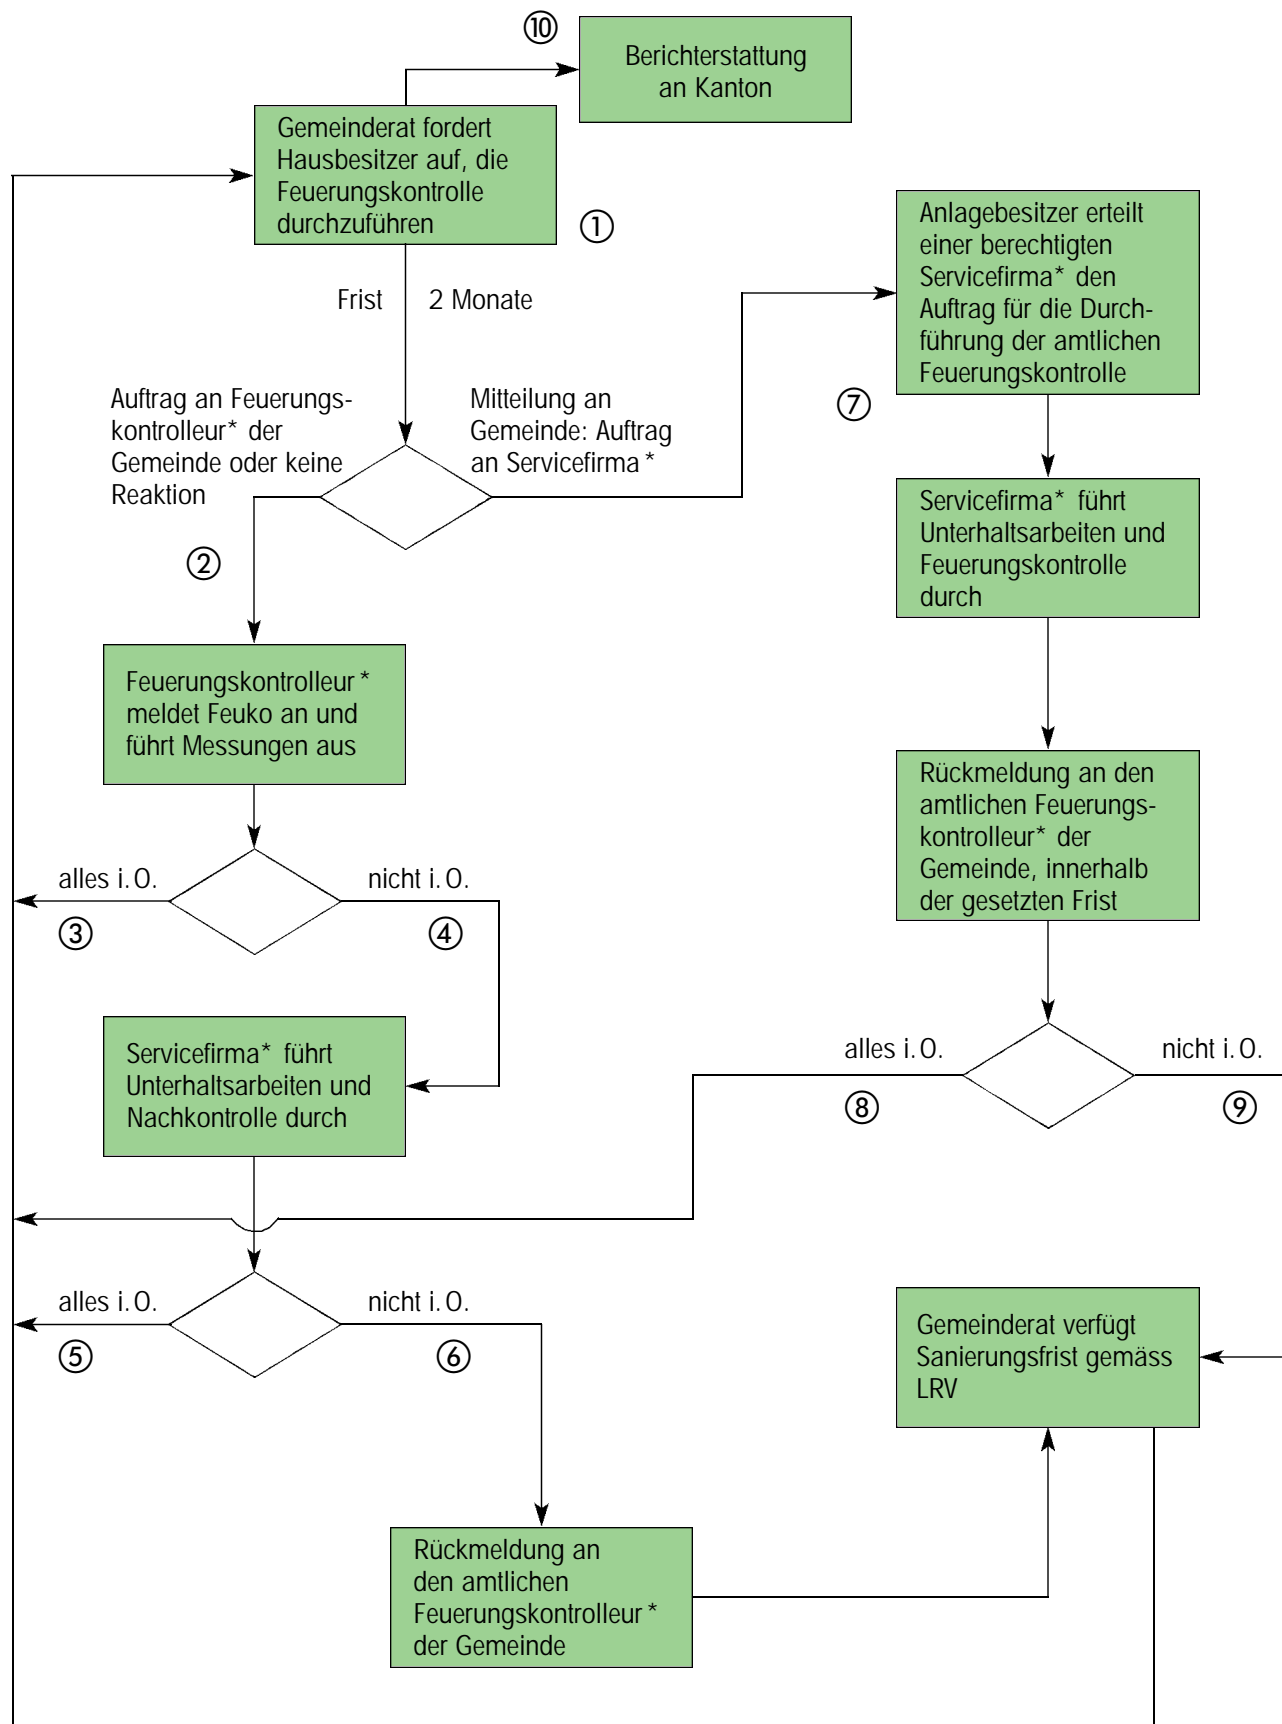 ⑩
Berichterstattung
an Kanton
Gemeinderat fordert
Hausbesitzer auf, die
Feuerungskontrolle
durchzuführen
①
Frist 2 Monate
Auftrag an Feuerungs-
kontrolleur* der
Gemeinde oder keine
Reaktion
Mitteilung an
Gemeinde: Auftrag
an Servicefirma*
②
Anlagebesitzer erteilt
einer berechtigten
Servicefirma* den
Auftrag für die Durch-
führung der amtlichen
Feuerungskontrolle
⑦
Servicefirma* führt
Unterhaltsarbeiten und
Feuerungskontrolle
durch
Feuerungskontrolleur*
meldet Feuko an und
führt Messungen aus
Rückmeldung an den
amtlichen Feuerungs-
kontrolleur* der
Gemeinde, innerhalb
der gesetzten Frist
alles i.O.
③
nicht i.O.
④
Servicefirma* führt
Unterhaltsarbeiten und
Nachkontrolle durch
alles i.O.
⑧
nicht i.O.
⑨
alles i.O.
⑤
nicht i.O.
⑥
Gemeinderat verfügt
Sanierungsfrist gemäss
LRV
Rückmeldung an
den amtlichen
Feuerungskontrolleur*
der Gemeinde